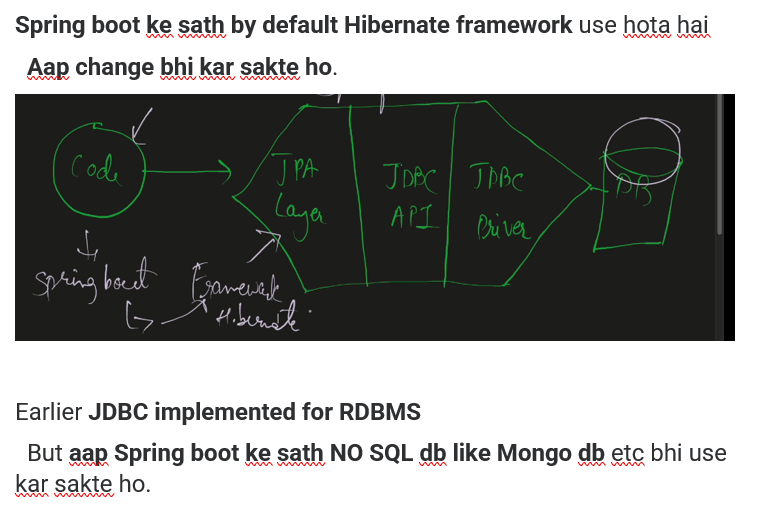 Spring boot ke sath by default Hibernate framework use hota hai
Aap change bhi kar sakte ho.
Code
JPA
Layer
JDBC
API
JDBC
Driver
DB
Spring boot
Framework
Hibernate
Earlier JDBC implemented for RDBMS
But aap Spring boot ke sath NO SQL db like Mongo db etc bhi use
kar sakte ho.